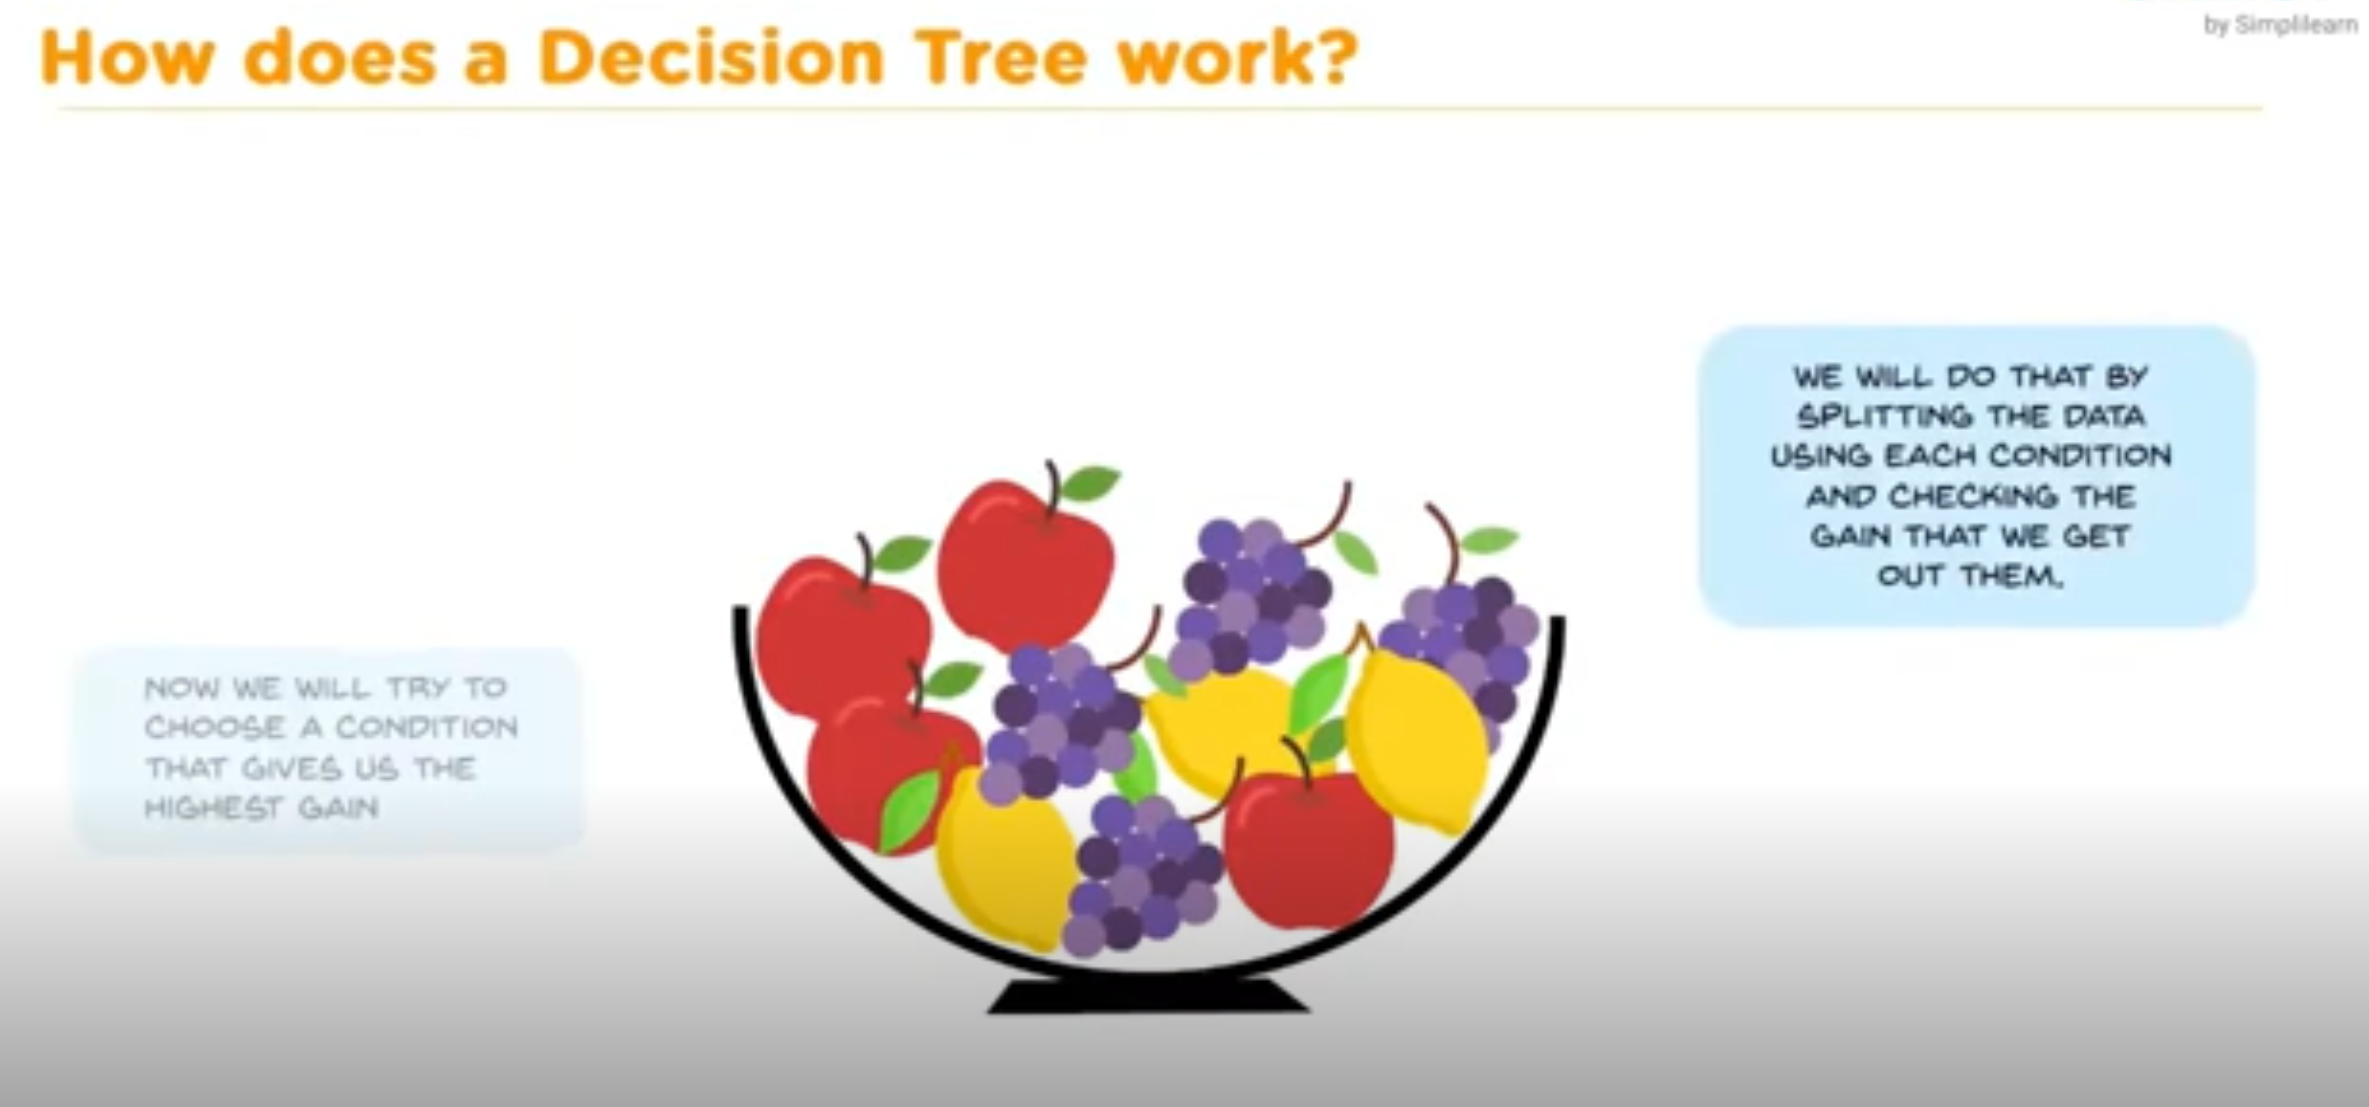 by Simplilearn
How does a Decision Tree work?
WE WILL DO THAT BY
SPLITTING THE DATA
USING EACH CONDITION
AND CHECKING THE
GAIN THAT WE GET
OUT THEM.
NOW WE WILL TRY TO
CHOOSE A CONDITION
THAT GIVES US THE
HIGHEST GAIN